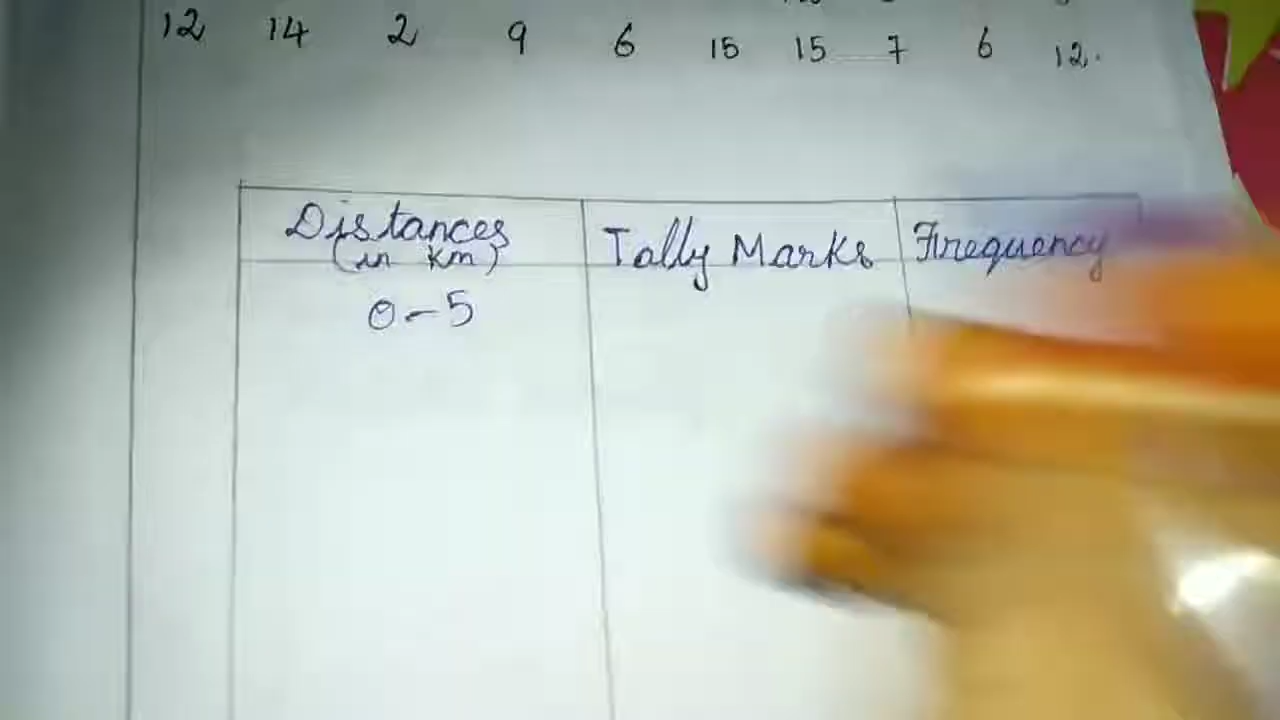 12 14 2 9 6 15 15 7 6 12.
Distances Tally Marks Frequency
(in km)
0-5